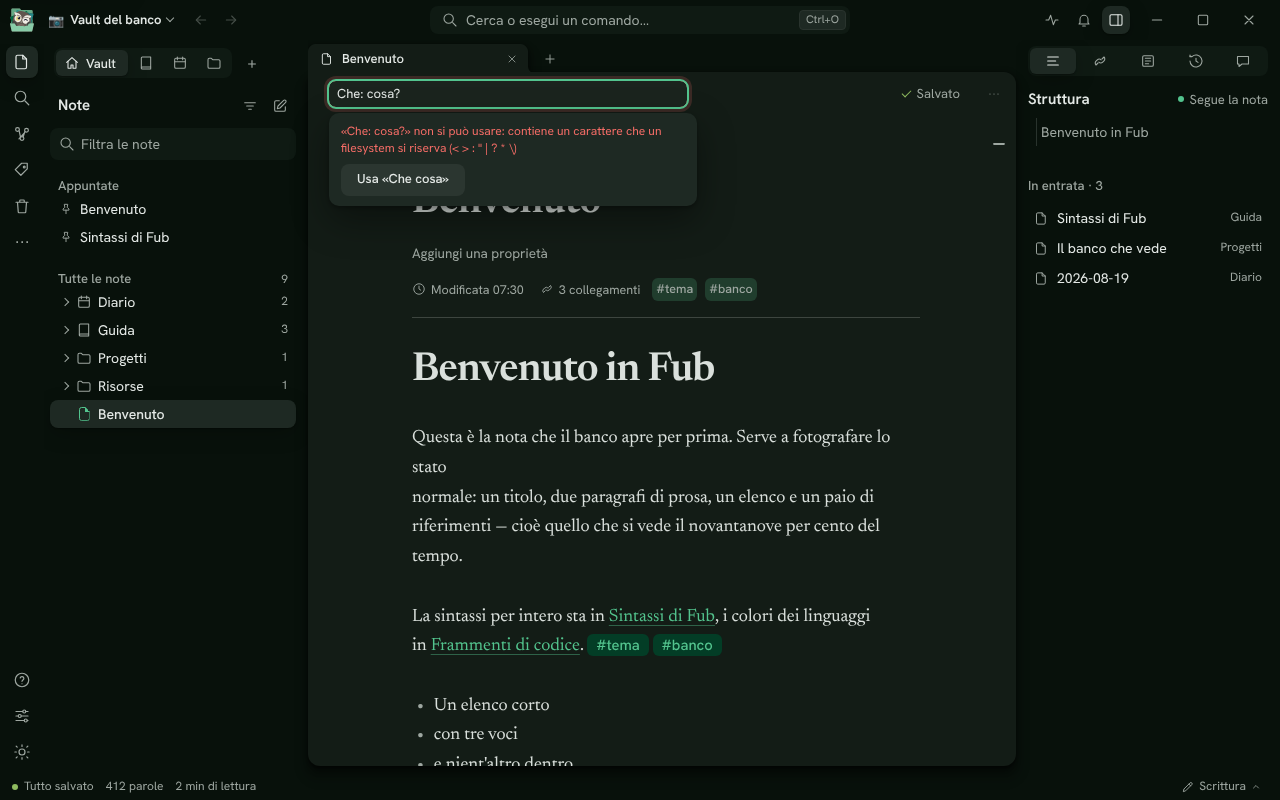 Vault del banco
Cerca o esegui un comando...
Ctrl+O
Vault
Note
Filtra le note
Appuntate
Benvenuto
Sintassi di Fub
Tutte le note 9
Diario 2
Guida 3
Progetti 1
Risorse 1
Benvenuto
Benvenuto
Che: cosa?
Salvato
«Che: cosa?» non si può usare: contiene un carattere che un
filesystem si riserva (< > : " | ? * \)
Usa «Che cosa»
Benvenuto
Aggiungi una proprietà
Modificata 07:30 3 collegamenti #tema #banco
Benvenuto in Fub
Questa è la nota che il banco apre per prima. Serve a fotografare lo
stato
normale: un titolo, due paragrafi di prosa, un elenco e un paio di
riferimenti — cioè quello che si vede il novantanove per cento del
tempo.
La sintassi per intero sta in Sintassi di Fub, i colori dei linguaggi
in Frammenti di codice. #tema #banco
• Un elenco corto
• con tre voci
• e nient'altro dentro
Struttura
Segue la nota
Benvenuto in Fub
In entrata · 3
Sintassi di Fub Guida
Il banco che vede Progetti
2026-08-19 Diario
Tutto salvato 412 parole 2 min di lettura
Scrittura